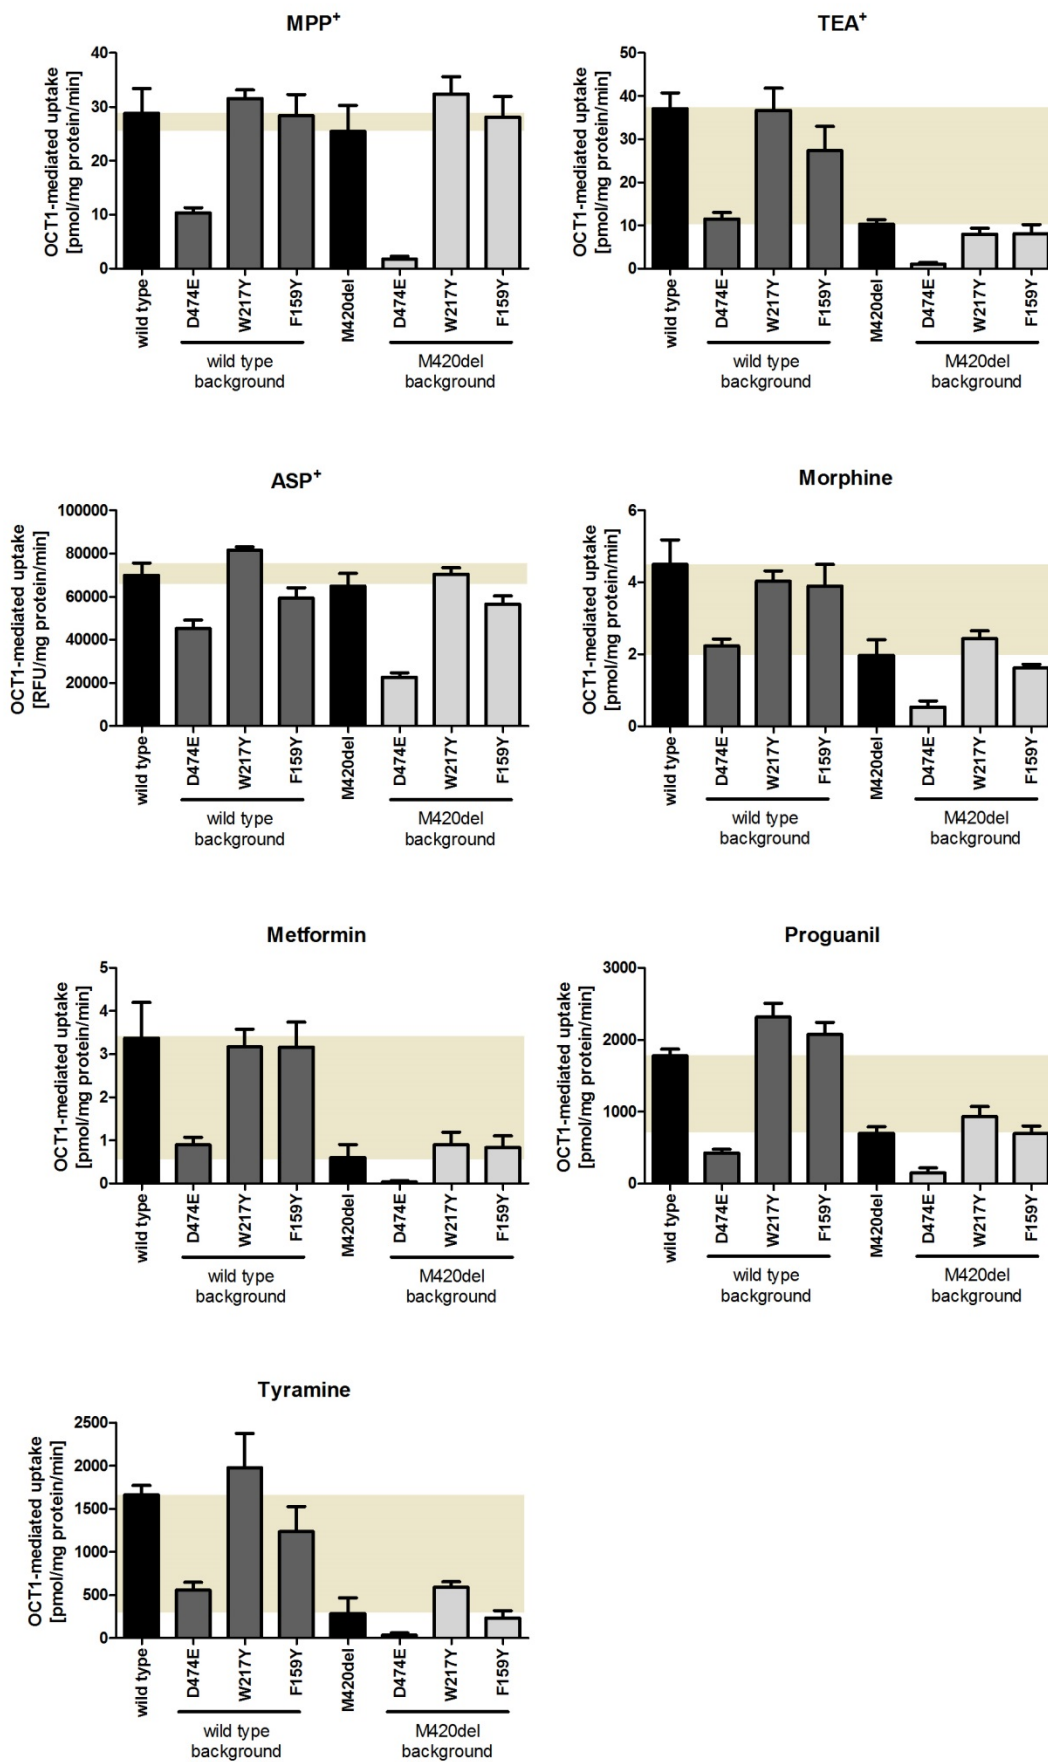 MPP+
OCT1-mediated uptake
[pmol/mg protein/min]
40
30
20
10
0
wild type
D474E
W217Y
F159Y
M420del
D474E
W217Y
F159Y
wild type
background
M420del
background
TEA+
OCT1-mediated uptake
[pmol/mg protein/min]
50
40
30
20
10
0
wild type
D474E
W217Y
F159Y
M420del
D474E
W217Y
F159Y
wild type
background
M420del
background
ASP+
OCT1-mediated uptake
[RFU/mg protein/min]
100000
80000
60000
40000
20000
0
wild type
D474E
W217Y
F159Y
M420del
D474E
W217Y
F159Y
wild type
background
M420del
background
Morphine
OCT1-mediated uptake
[pmol/mg protein/min]
6
4
2
0
wild type
D474E
W217Y
F159Y
M420del
D474E
W217Y
F159Y
wild type
background
M420del
background
Metformin
OCT1-mediated uptake
[pmol/mg protein/min]
5
4
3
2
1
0
wild type
D474E
W217Y
F159Y
M420del
D474E
W217Y
F159Y
wild type
background
M420del
background
Proguanil
OCT1-mediated uptake
[pmol/mg protein/min]
3000
2000
1000
0
wild type
D474E
W217Y
F159Y
M420del
D474E
W217Y
F159Y
wild type
background
M420del
background
Tyramine
OCT1-mediated uptake
[pmol/mg protein/min]
2500
2000
1500
1000
500
0
wild type
D474E
W217Y
F159Y
M420del
D474E
W217Y
F159Y
wild type
background
M420del
background